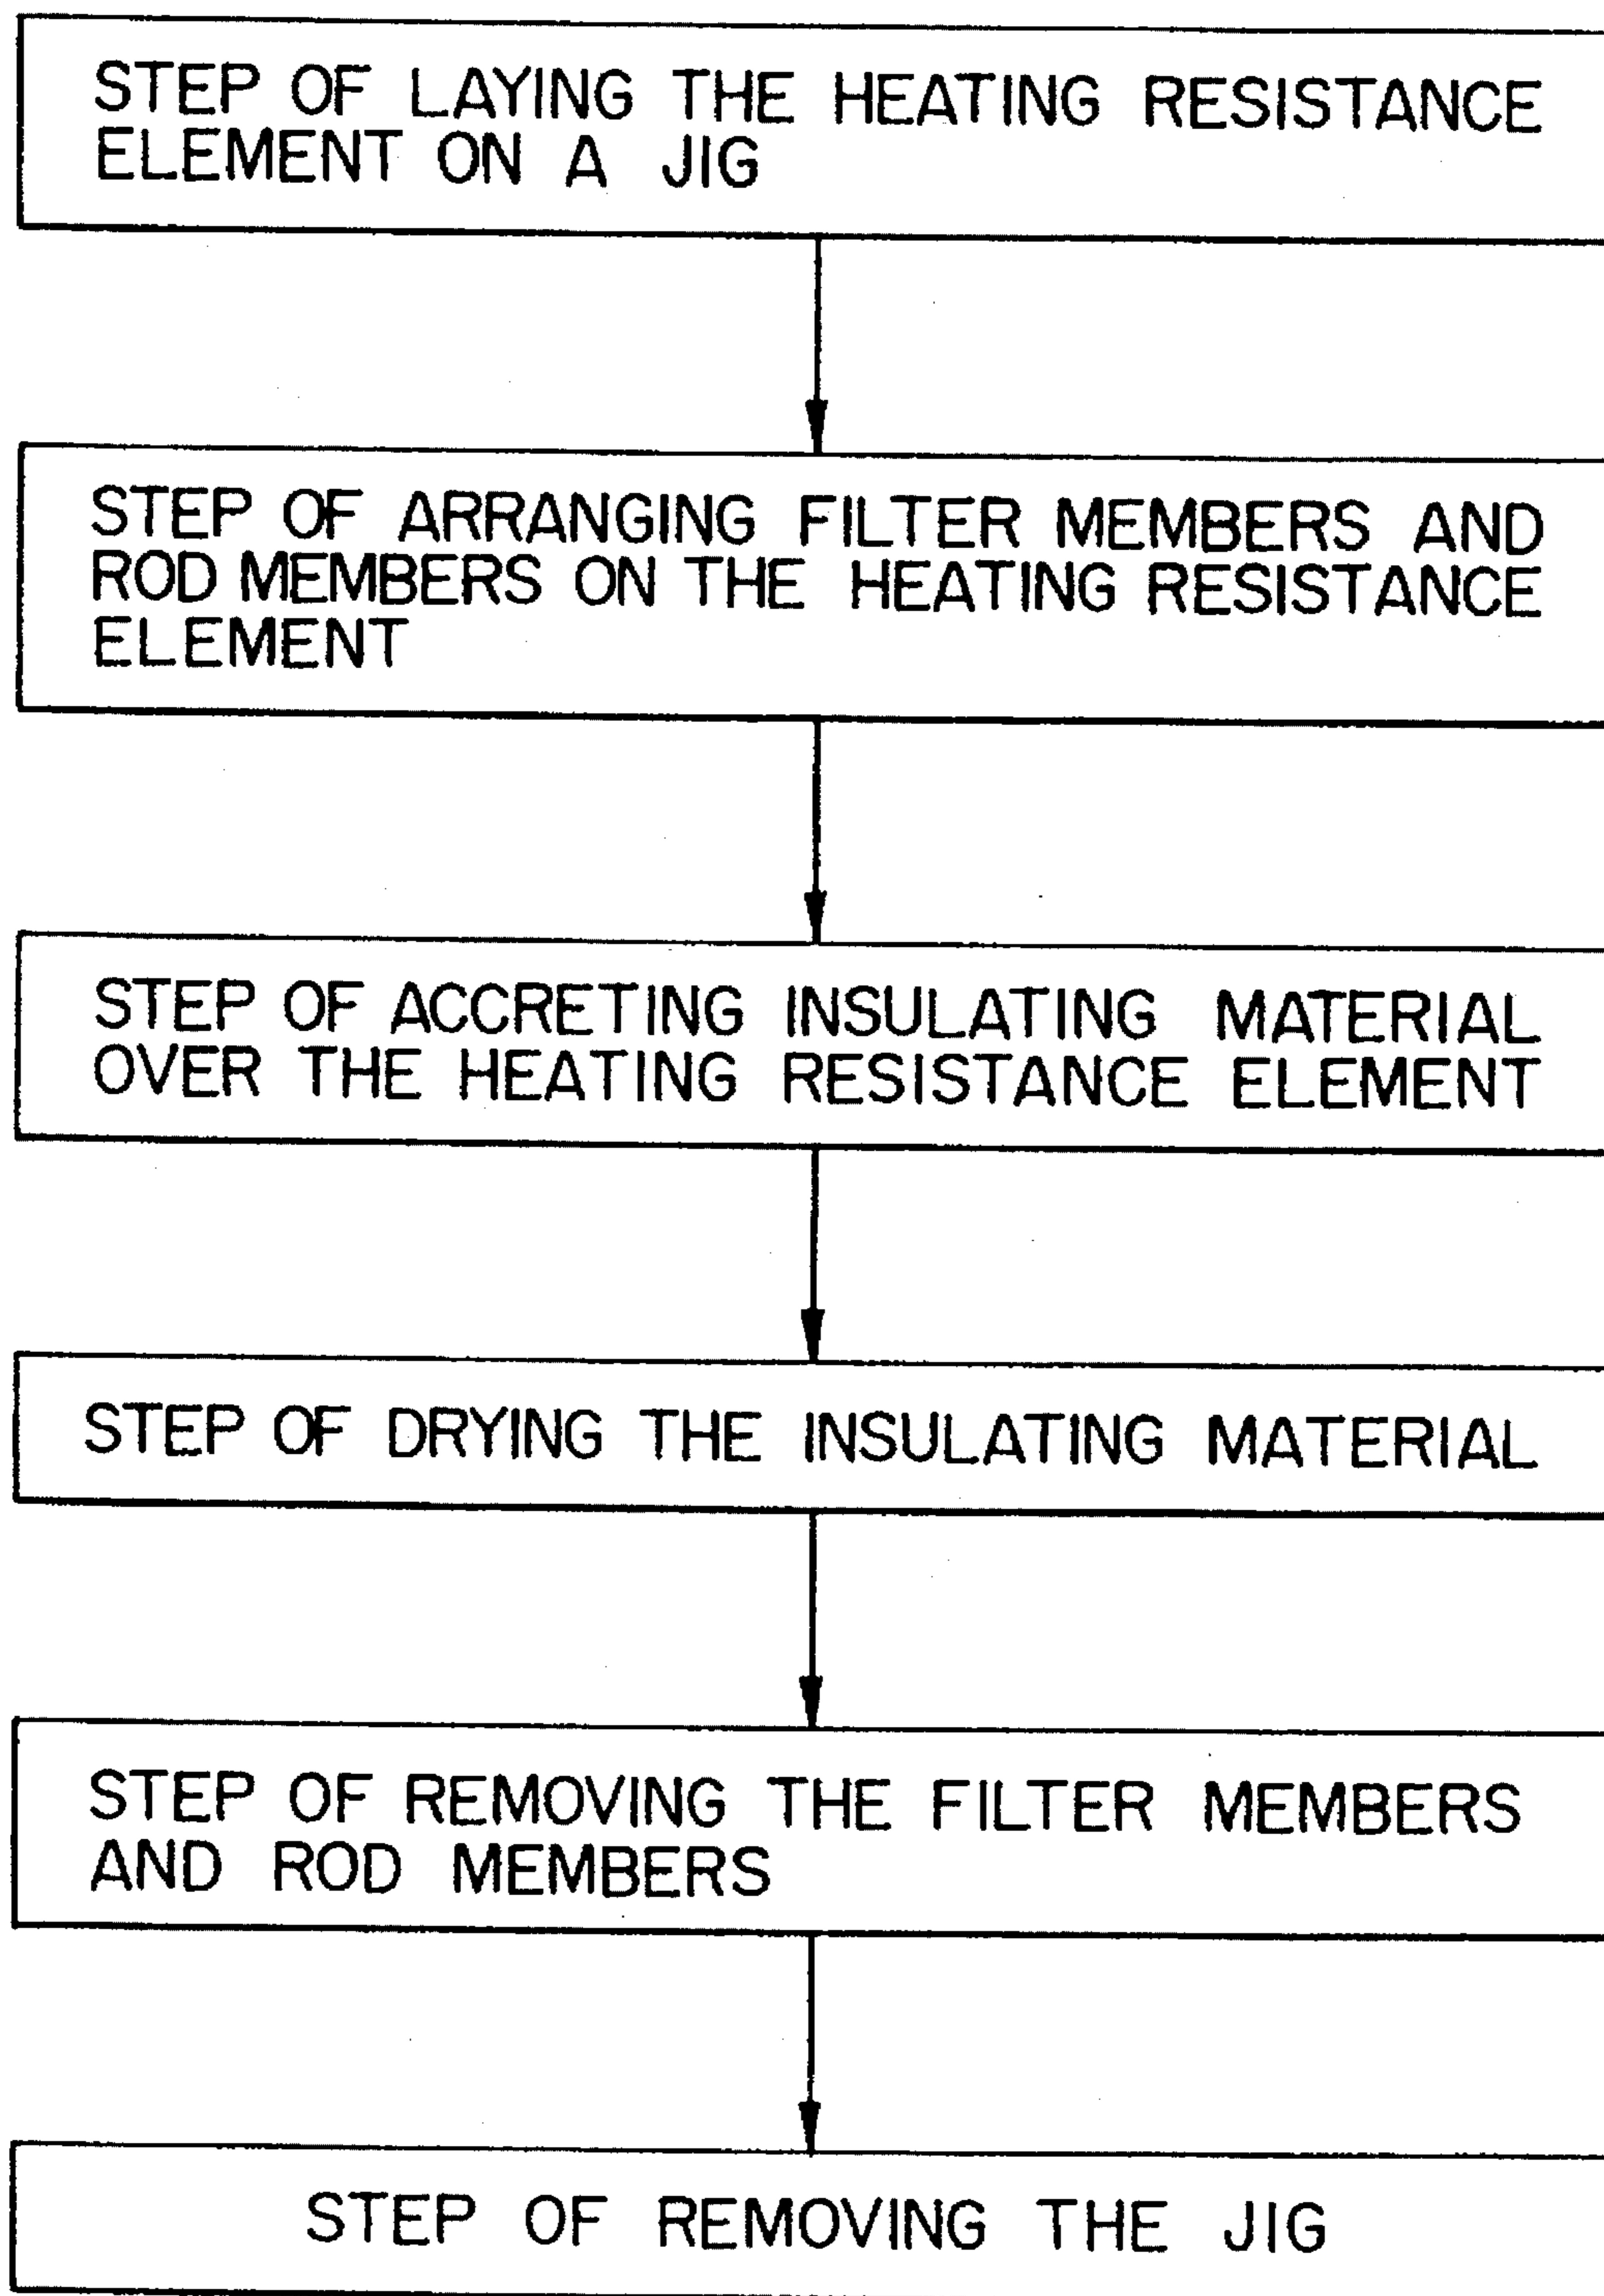 STEP OF LAYING THE HEATING RESISTANCE
ELEMENT ON A JIG
STEP OF ARRANGING FILTER MEMBERS AND
ROD MEMBERS ON THE HEATING RESISTANCE
ELEMENT
STEP OF ACCRETING INSULATING MATERIAL
OVER THE HEATING RESISTANCE ELEMENT
STEP OF DRYING THE INSULATING MATERIAL
STEP OF REMOVING THE FILTER MEMBERS
AND ROD MEMBERS
STEP OF REMOVING THE JIG